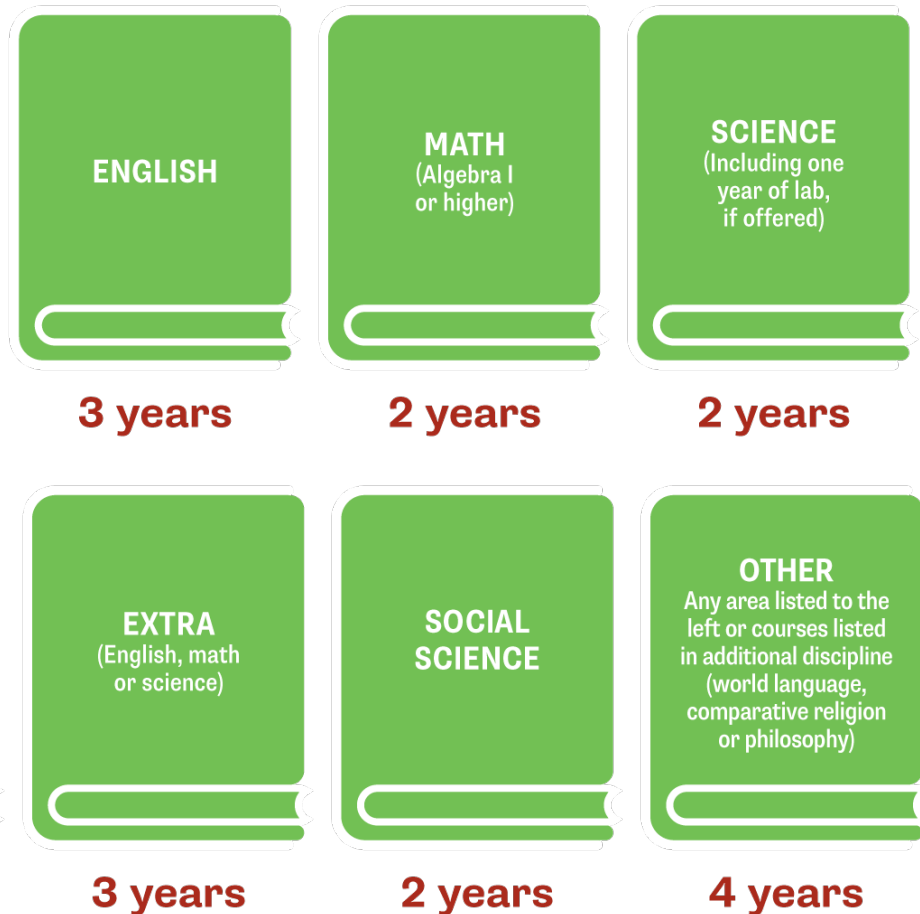 ENGLISH
MATH
(Algebra I
or higher)
SCIENCE
(Including one
year of lab,
if offered)
3 years
2 years
2 years
EXTRA
(English, math
or science)
SOCIAL
SCIENCE
OTHER
Any area listed to the
left or courses listed
in additional discipline
(world language,
comparative religion
or philosophy)
3 years
2 years
4 years